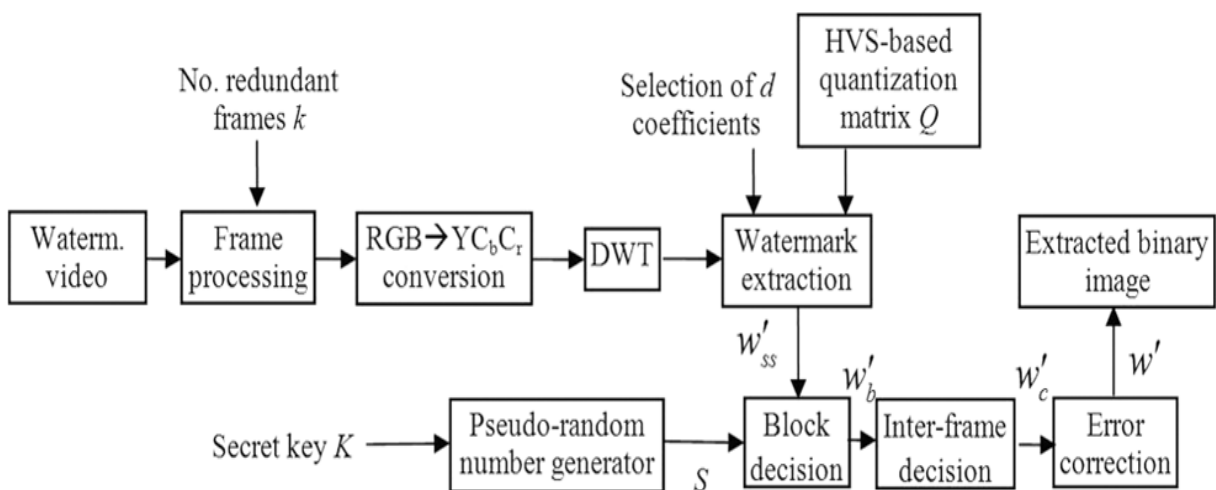 No. redundant
frames k
Selection of d
coefficients
HVS-based
quantization
matrix Q
Waterm.
video
Frame
processing
RGB→YCbCr
conversion
DWT
Watermark
extraction
Extracted binary
image
w'ss
w'b
w'c
w'
Secret key K
Pseudo-random
number generator
S
Block
decision
Inter-frame
decision
Error
correction